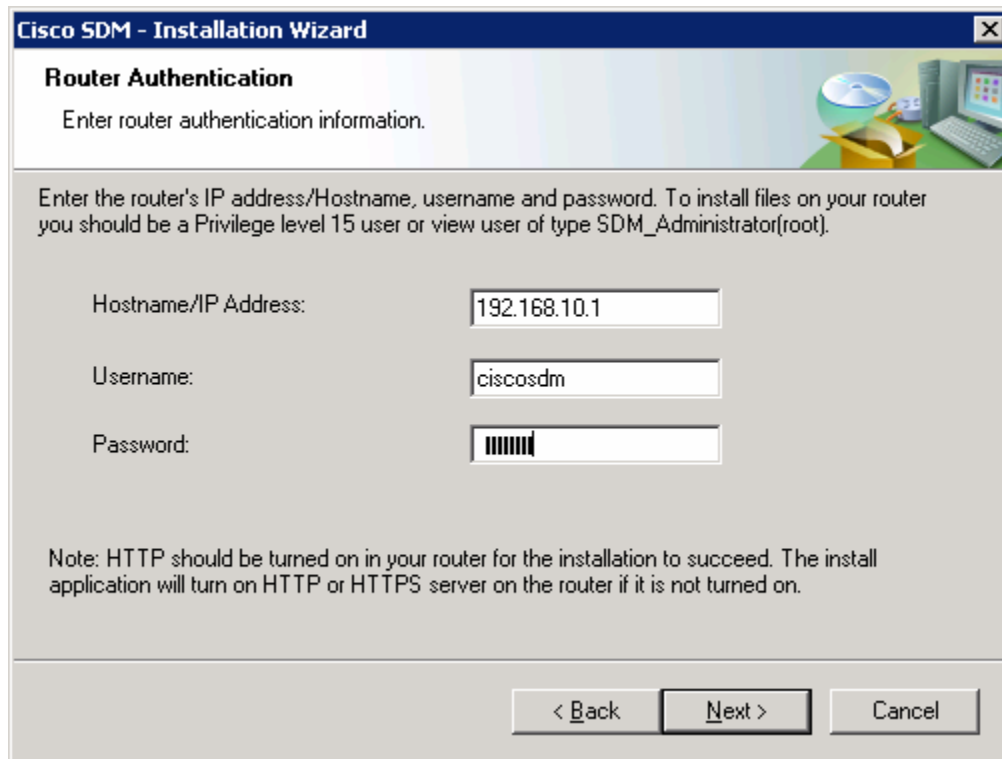 Cisco SDM - Installation Wizard
Router Authentication
Enter router authentication information.
Enter the router's IP address/Hostname, username and password. To install files on your router
you should be a Privilege level 15 user or view user of type SDM_Administrator(root).
Hostname/IP Address:
192.168.10.1
Username:
ciscosdm
Password:
Note: HTTP should be turned on in your router for the installation to succeed. The install
application will turn on HTTP or HTTPS server on the router if it is not turned on.
< Back
Next >
Cancel